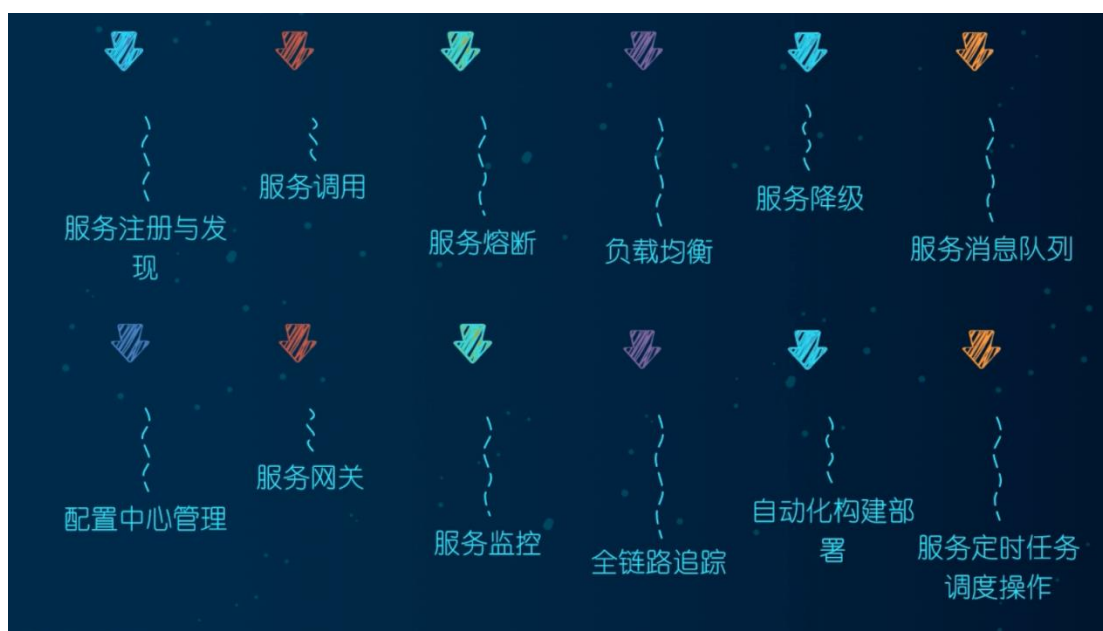 服务注册与发
现
服务调用
服务熔断
负载均衡
服务降级
服务消息队列
配置中心管理
服务网关
服务监控
全链路追踪
自动化构建部
署
服务定时任务
调度操作